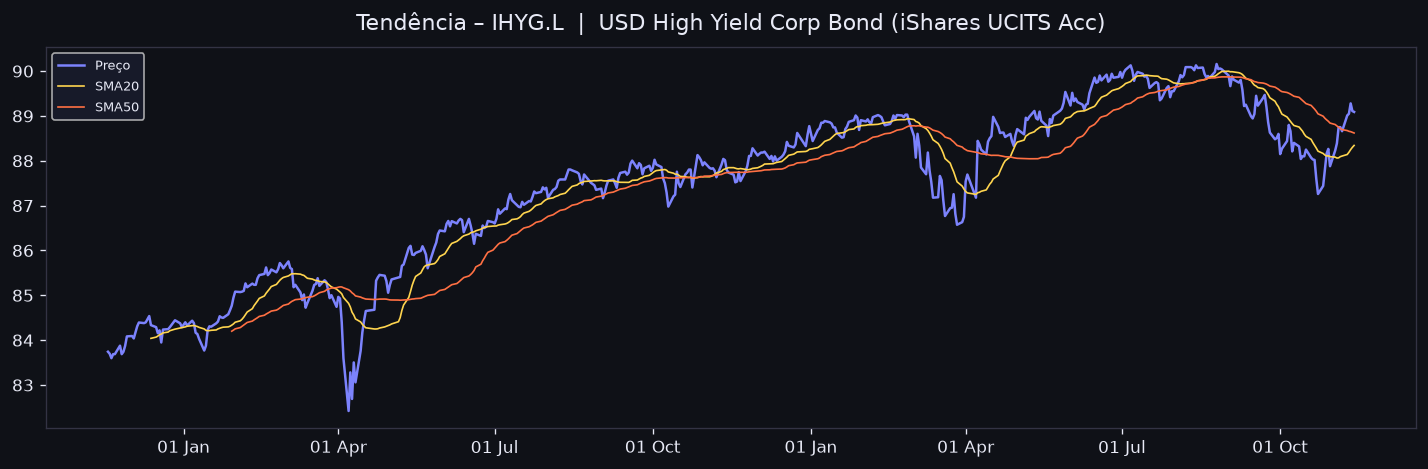 Tendência – IHYG.L | USD High Yield Corp Bond (iShares UCITS Acc)
Preço
SMA20
SMA50
90
89
88
87
86
85
84
83
01 Jan
01 Apr
01 Jul
01 Oct
01 Jan
01 Apr
01 Jul
01 Oct